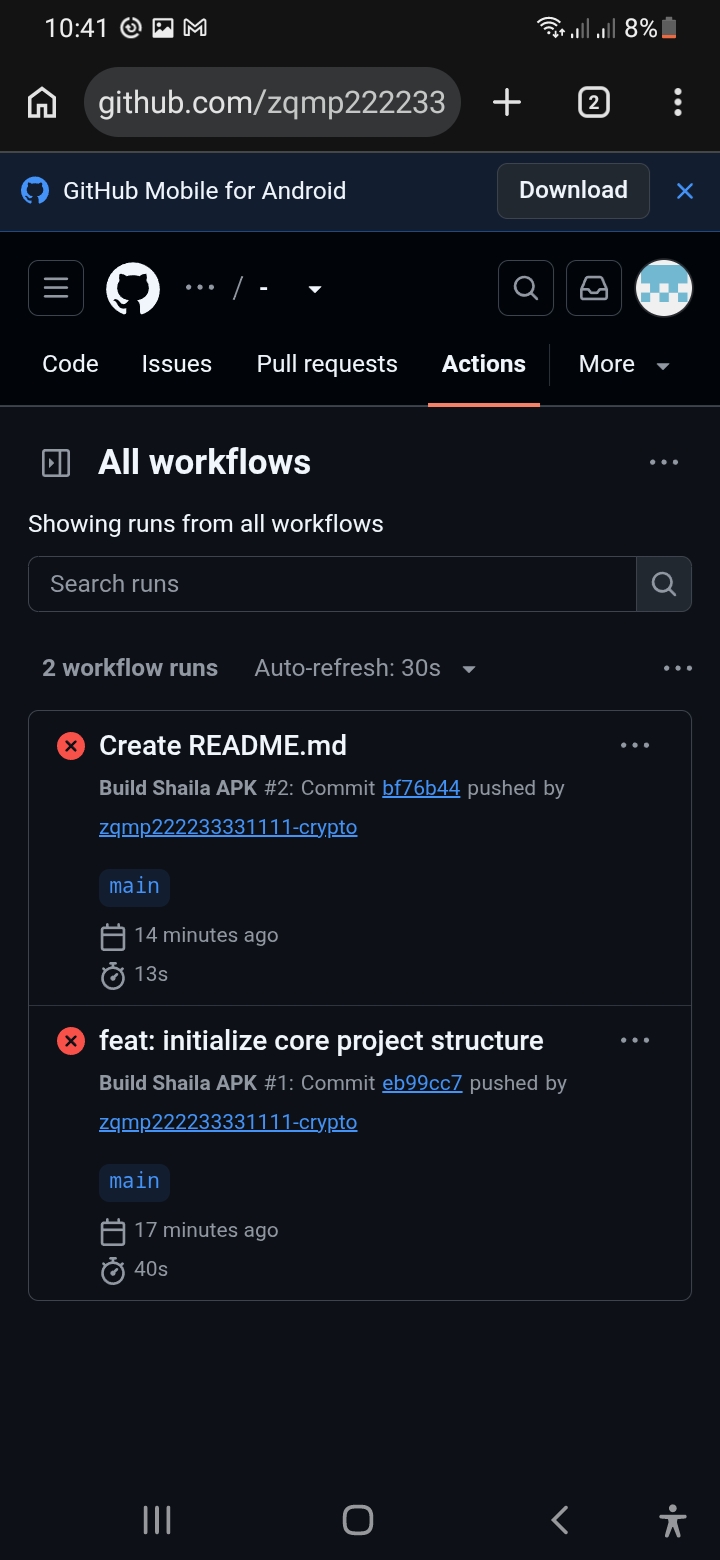 10:41 8%
github.com/zqmp222233 2
GitHub Mobile for Android Download
... / -
Code Issues Pull requests Actions More
All workflows
Showing runs from all workflows
Search runs
2 workflow runs Auto-refresh: 30s
Create README.md
Build Shaila APK #2: Commit bf76b44 pushed by
zqmp222233331111-crypto
main
14 minutes ago
13s
feat: initialize core project structure
Build Shaila APK #1: Commit eb99cc7 pushed by
zqmp222233331111-crypto
main
17 minutes ago
40s